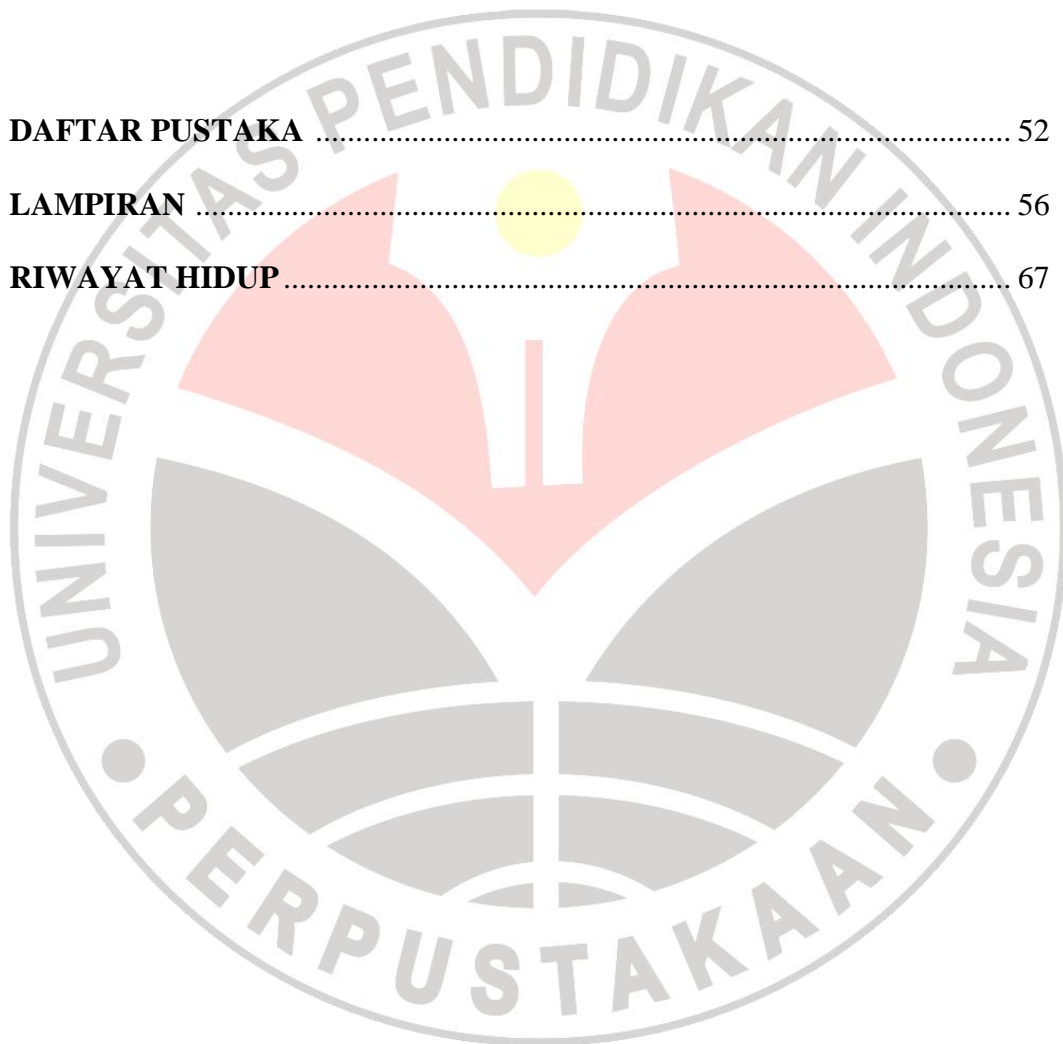 UNIVERSITAS PENDIDIKAN INDONESIA
DAFTAR PUSTAKA ........................................................................................................ 52
LAMPIRAN ........................................................................................................ 56
RIWAYAT HIDUP ........................................................................................................ 67
PERPUSTAKAAN